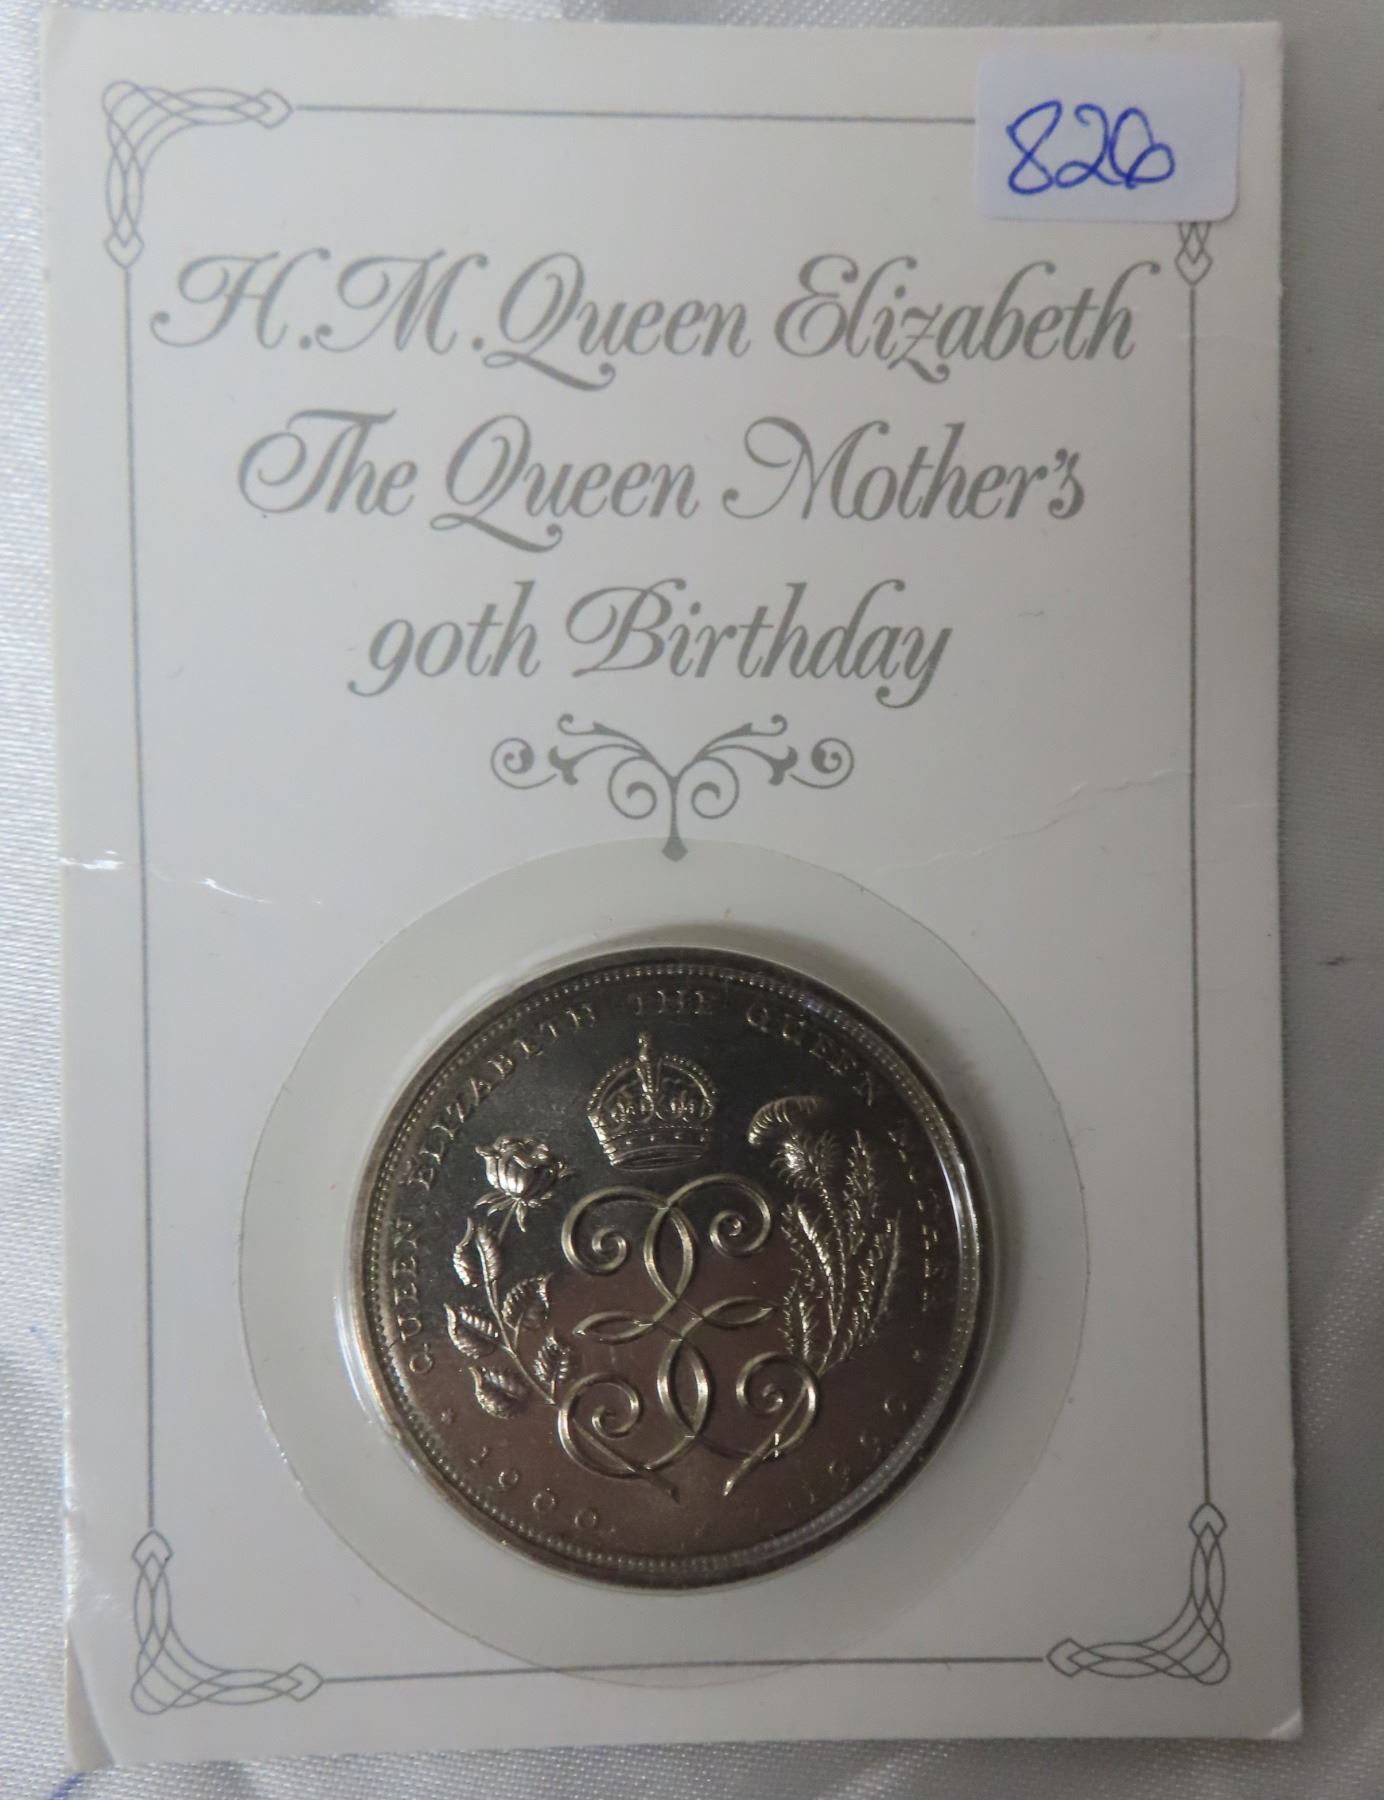 826
H.M. Queen Elizabeth
The Queen Mother's
90th Birthday
QUEEN ELIZABETH THE QUEEN MOTHER
1900 1990